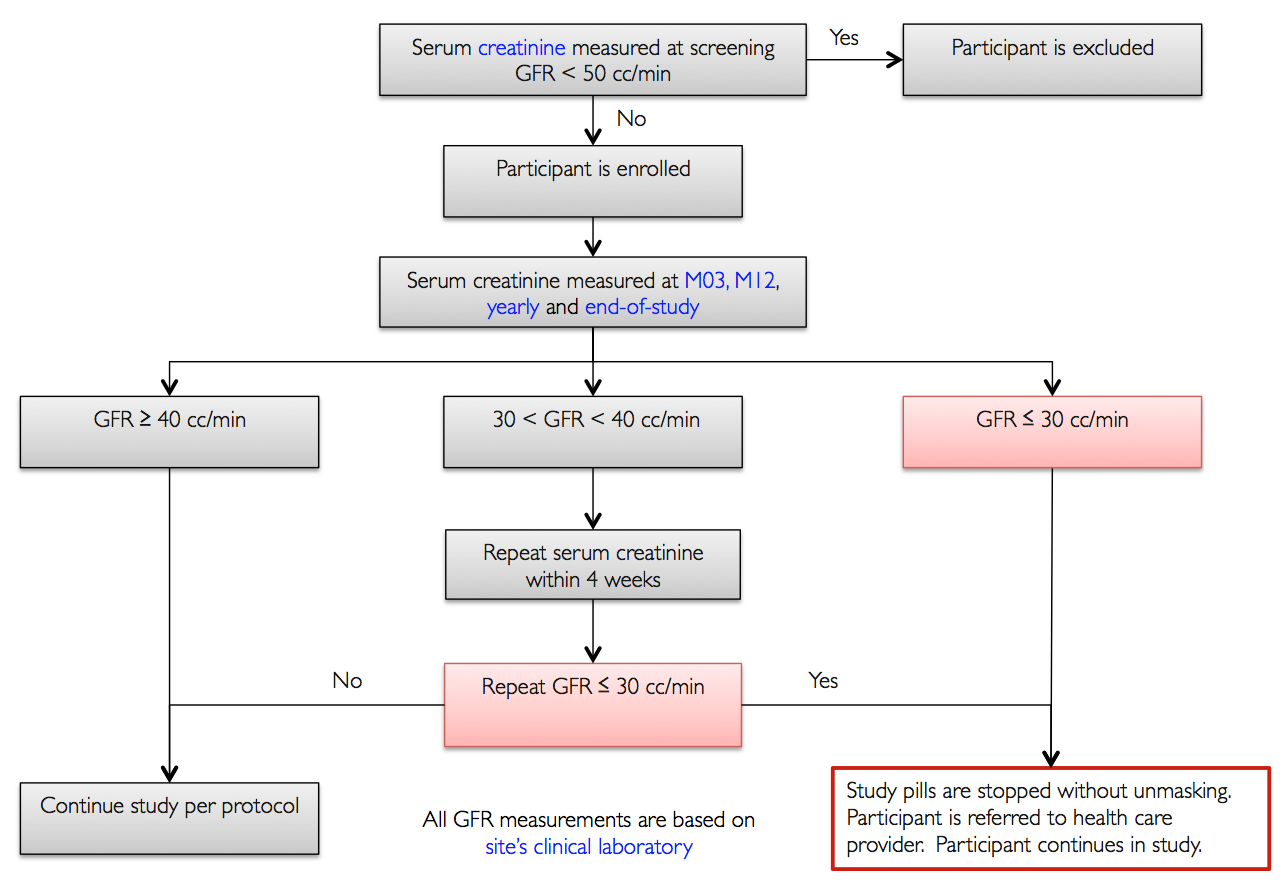 Serum creatinine measured at screening
GFR < 50 cc/min
Yes
Participant is excluded
No
Participant is enrolled
Serum creatinine measured at M03, M12,
yearly and end-of-study
GFR ≥ 40 cc/min
30 < GFR < 40 cc/min
GFR ≤ 30 cc/min
Repeat serum creatinine
within 4 weeks
No
Repeat GFR ≤ 30 cc/min
Yes
Continue study per protocol
All GFR measurements are based on
site's clinical laboratory
Study pills are stopped without unmasking.
Participant is referred to health care
provider. Participant continues in study.